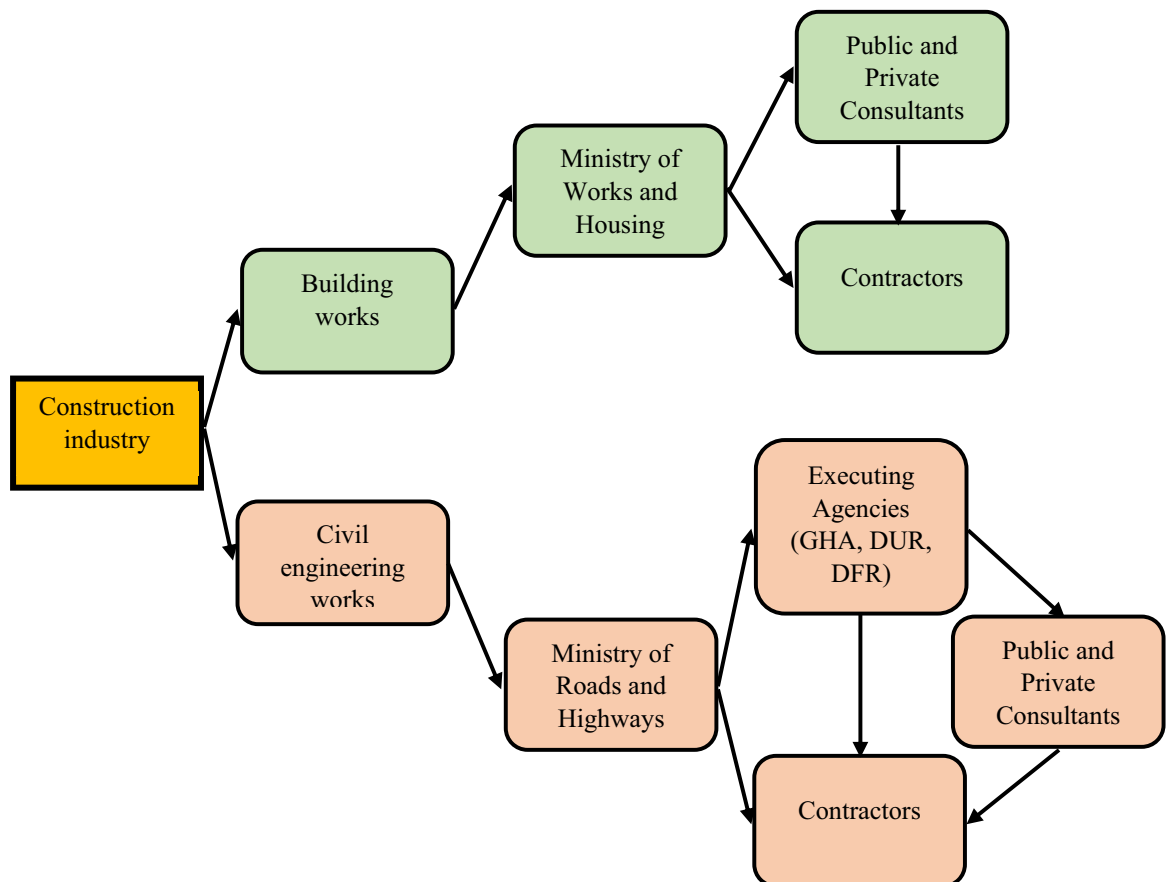 Public and
Private
Consultants
Ministry of
Works and
Housing
Contractors
Building
works
Construction
industry
Civil
engineering
works
Executing
Agencies
(GHA, DUR,
DFR)
Ministry of
Roads and
Highways
Public and
Private
Consultants
Contractors